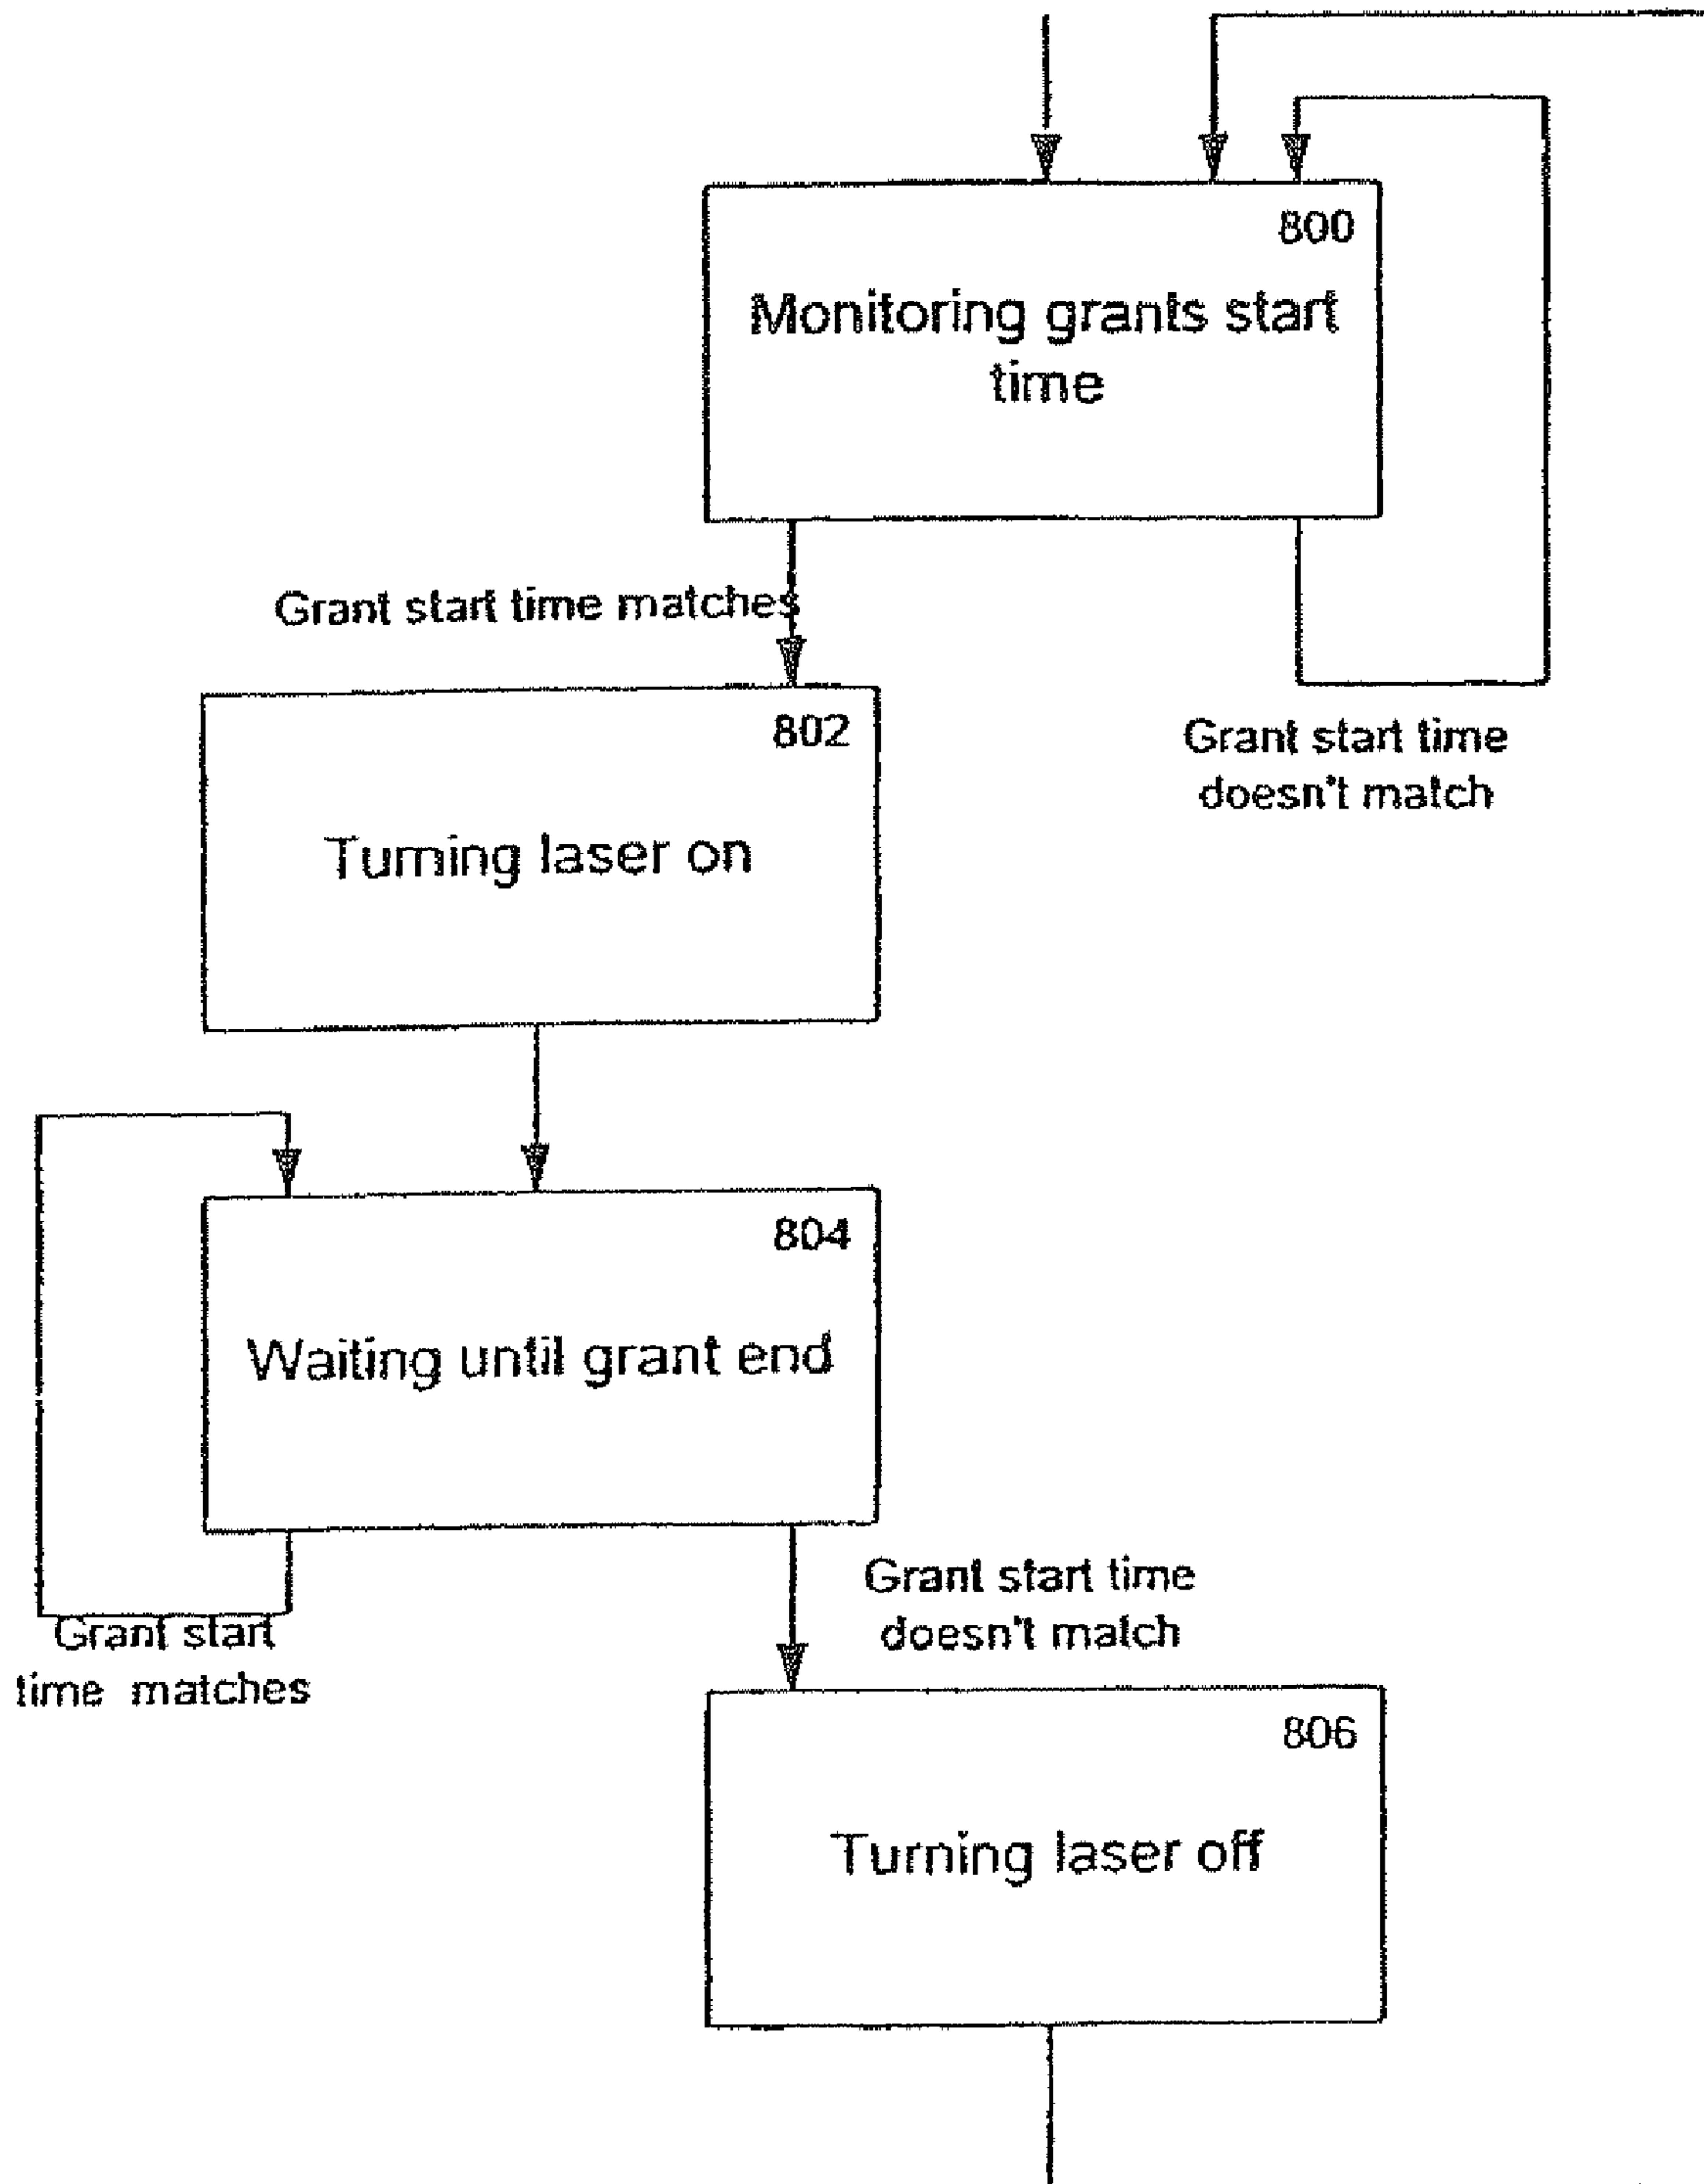 800
Monitoring grants start
time
Grant start time matches
802
Turning laser on
Grant start time
doesn't match
804
Waiting until grant end
Grant start time
doesn't match
Grant start
time matches
806
Turning laser off